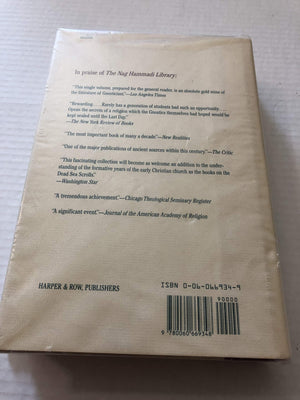 In praise of The Nag Hammadi Library:
"This single volume, prepared for the general reader, is an absolute gold mine of
the literature of Gnosticism."—Los Angeles Times
"Rewarding. . . . Rarely has a generation of students had such an opportunity. . . .
Opens the secrets of a religion which the Gnostics themselves had hoped would be
kept sealed until the Last Day."
—The New York Review of Books
"The most important book of many a decade."—New Realities
"One of the major publications of ancient sources within this century."—The Critic
"This fascinating collection will become as welcome an addition to the under-
standing of the formative years of the early Christian church as the books on
the Dead Sea Scrolls."
—Washington Star
"A tremendous achievement."—Chicago Theological Seminary Register
"A significant event."—Journal of the American Academy of Religion
HARPER & ROW, PUBLISHERS
ISBN 0-06-066934-9
90000
9 780060 669348